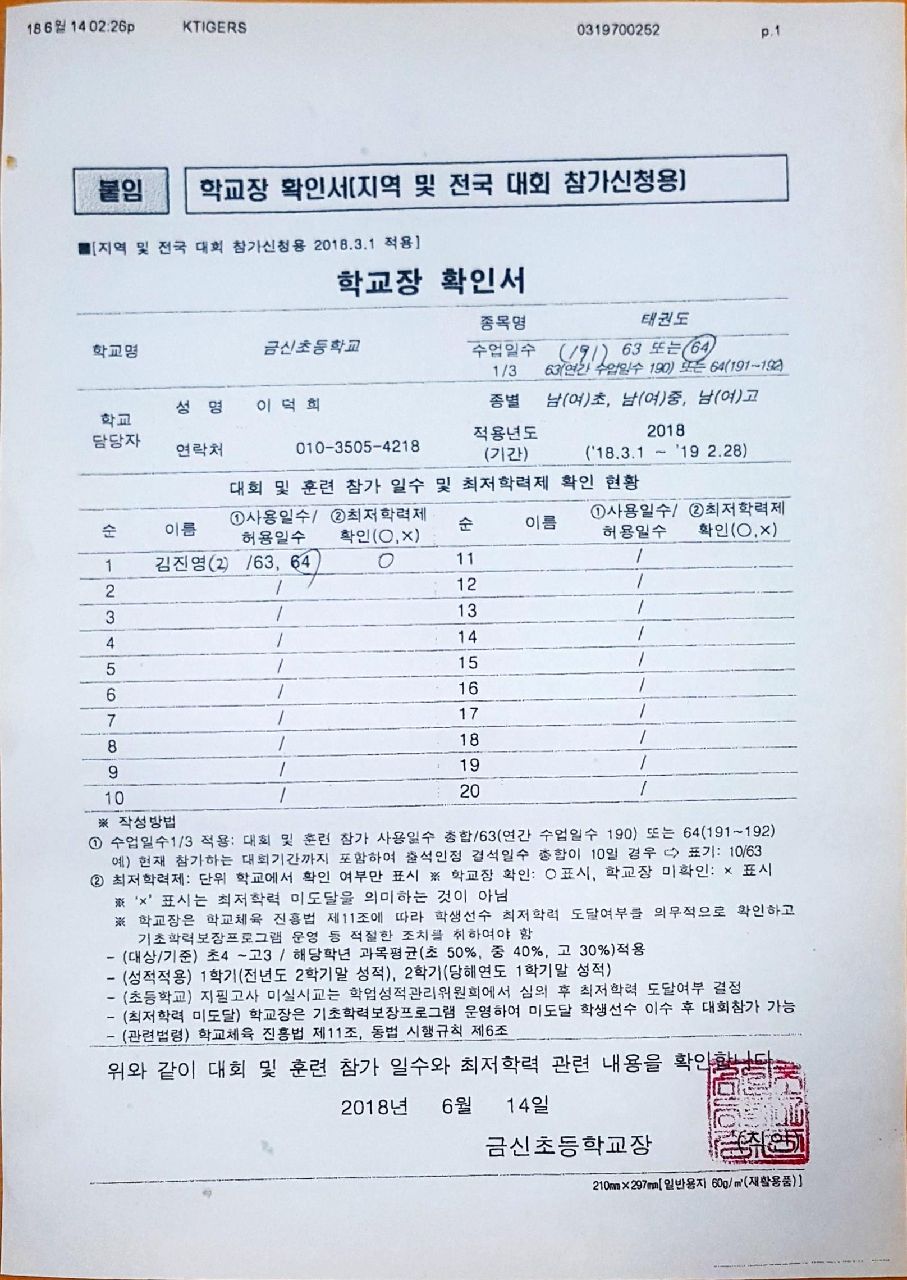 18 6월 14 02:26p KTIGERS 0319700252 p.1
붙임 학교장 확인서(지역 및 전국 대회 참가신청용)
■[지역 및 전국 대회 참가신청용 2018.3.1 적용]
학교장 확인서
학교명 금신초등학교 종목명 태권도
수업일수 1/3 (191) 63 또는 64
63(연간 수업일수 190) 또는 64(191~192)
학교 담당자 성 명 이덕희 종별 남(여)초, 남(여)중, 남(여)고
연락처 010-3505-4218 적용년도 (기간) 2018 ('18.3.1 ~ '19 2.28)
대회 및 훈련 참가 일수 및 최저학력제 확인 현황
순 이름 ①사용일수/허용일수 ②최저학력제 확인(○,×) 순 이름 ①사용일수/허용일수 ②최저학력제 확인(○,×)
1 김진영(2) /63, 64 ○ 11 /
2 / 12 /
3 / 13 /
4 / 14 /
5 / 15 /
6 / 16 /
7 / 17 /
8 / 18 /
9 / 19 /
10 / 20 /
※ 작성방법
① 수업일수1/3 적용: 대회 및 훈련 참가 사용일수 총합/63(연간 수업일수 190) 또는 64(191~192)
예) 현재 참가하는 대회기간까지 포함하여 출석인정 결석일수 총합이 10일 경우 ⇨ 표기: 10/63
② 최저학력제: 단위 학교에서 확인 여부만 표시 ※ 학교장 확인: ○표시, 학교장 미확인: × 표시
※ '×' 표시는 최저학력 미도달을 의미하는 것이 아님
※ 학교장은 학교체육 진흥법 제11조에 따라 학생선수 최저학력 도달여부를 의무적으로 확인하고
기초학력보장프로그램 운영 등 적절한 조치를 취하여야 함
- (대상/기준) 초4 ~고3 / 해당학년 과목평균(초 50%, 중 40%, 고 30%)적용
- (성적적용) 1학기(전년도 2학기말 성적), 2학기(당해연도 1학기말 성적)
- (초등학교) 지필고사 미실시교는 학업성적관리위원회에서 심의 후 최저학력 도달여부 결정
- (최저학력 미도달) 학교장은 기초학력보장프로그램 운영하여 미도달 학생선수 이수 후 대회참가 가능
- (관련법령) 학교체육 진흥법 제11조, 동법 시행규칙 제6조
위와 같이 대회 및 훈련 참가 일수와 최저학력 관련 내용을 확인합니다
2018년 6월 14일
금신초등학교장 (직인)
210㎜×297㎜[일반용지 60g/㎡(재활용품)]